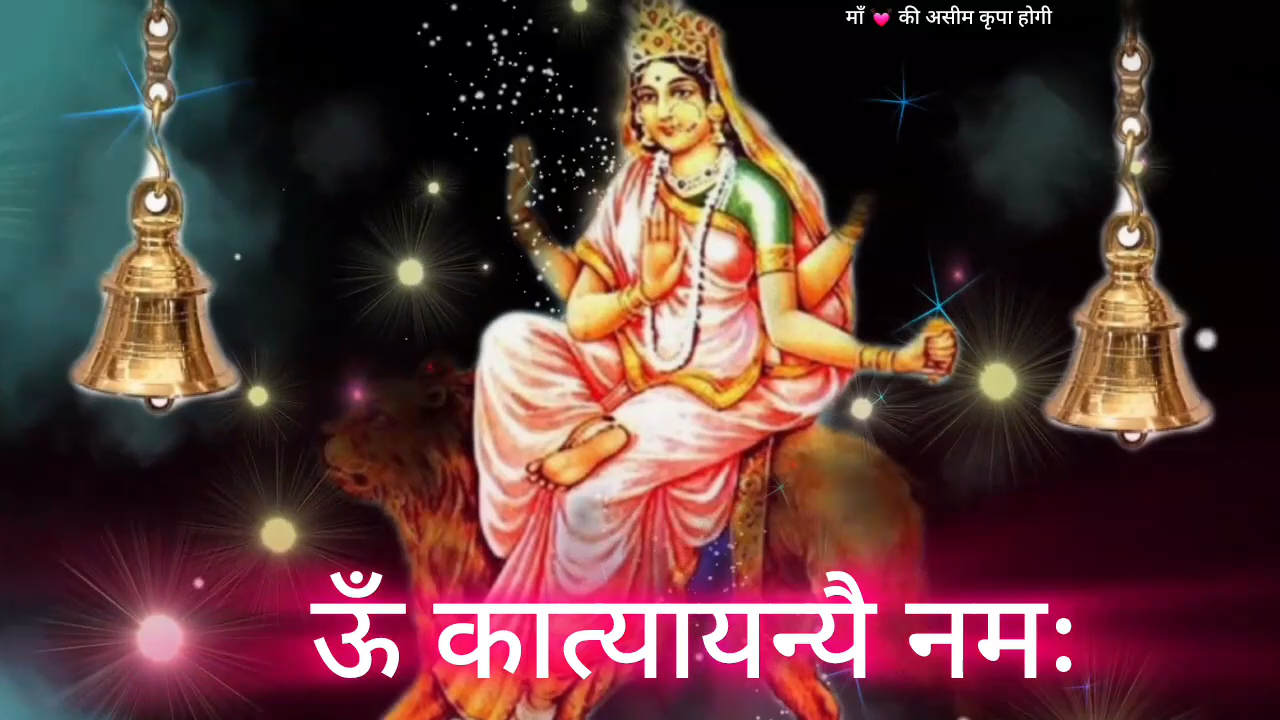 माँ 💓 की असीम कृपा होगी
ऊँ कात्यायन्यै नम: